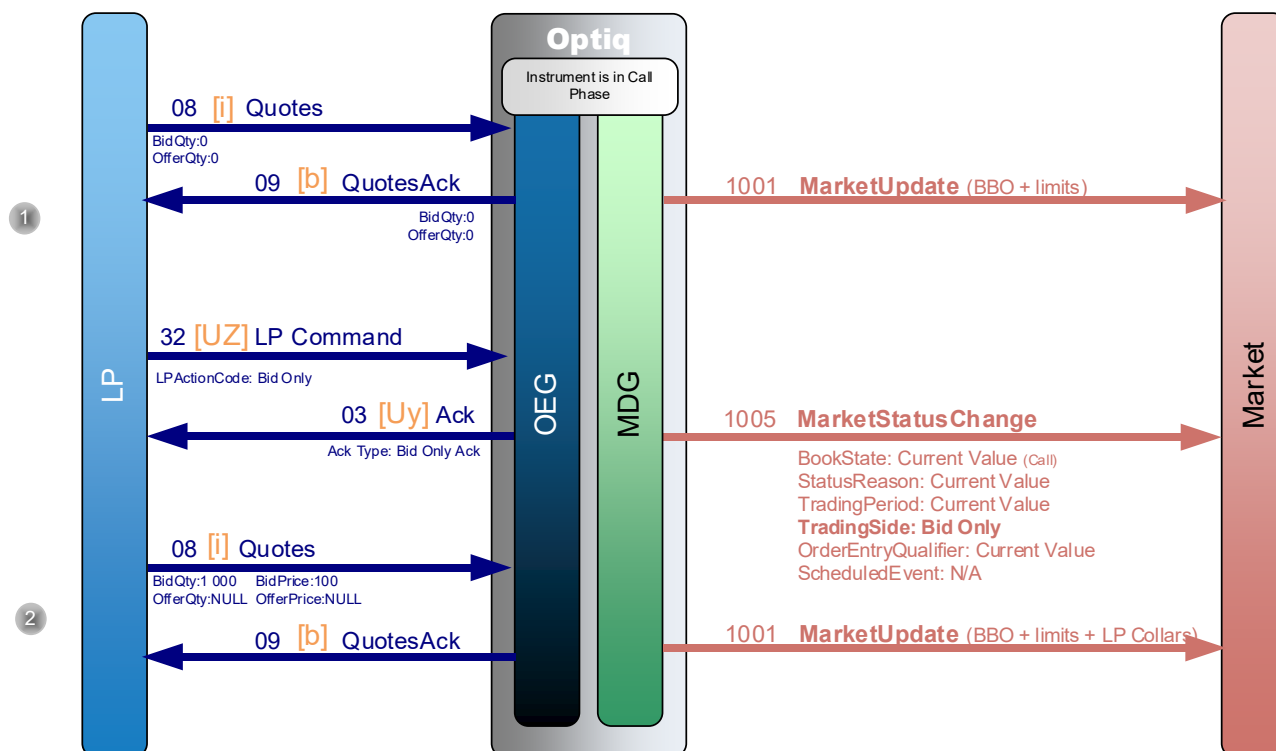 Optiq
Instrument is in Call
Phase
08 [i] Quotes
BidQty:0
OfferQty:0
09 [b] QuotesAck
BidQty:0
OfferQty:0
1001 MarketUpdate (BBO + limits)
1
32 [UZ] LP Command
LPActionCode: Bid Only
LP
OEG
MDG
Market
03 [Uy] Ack
Ack Type: Bid Only Ack
1005 MarketStatusChange
BookState: Current Value (Call)
StatusReason: Current Value
TradingPeriod: Current Value
TradingSide: Bid Only
OrderEntryQualifier: Current Value
ScheduledEvent: N/A
08 [i] Quotes
BidQty:1 000 BidPrice:100
OfferQty:NULL OfferPrice:NULL
2
09 [b] QuotesAck
1001 MarketUpdate (BBO + limits + LP Collars)